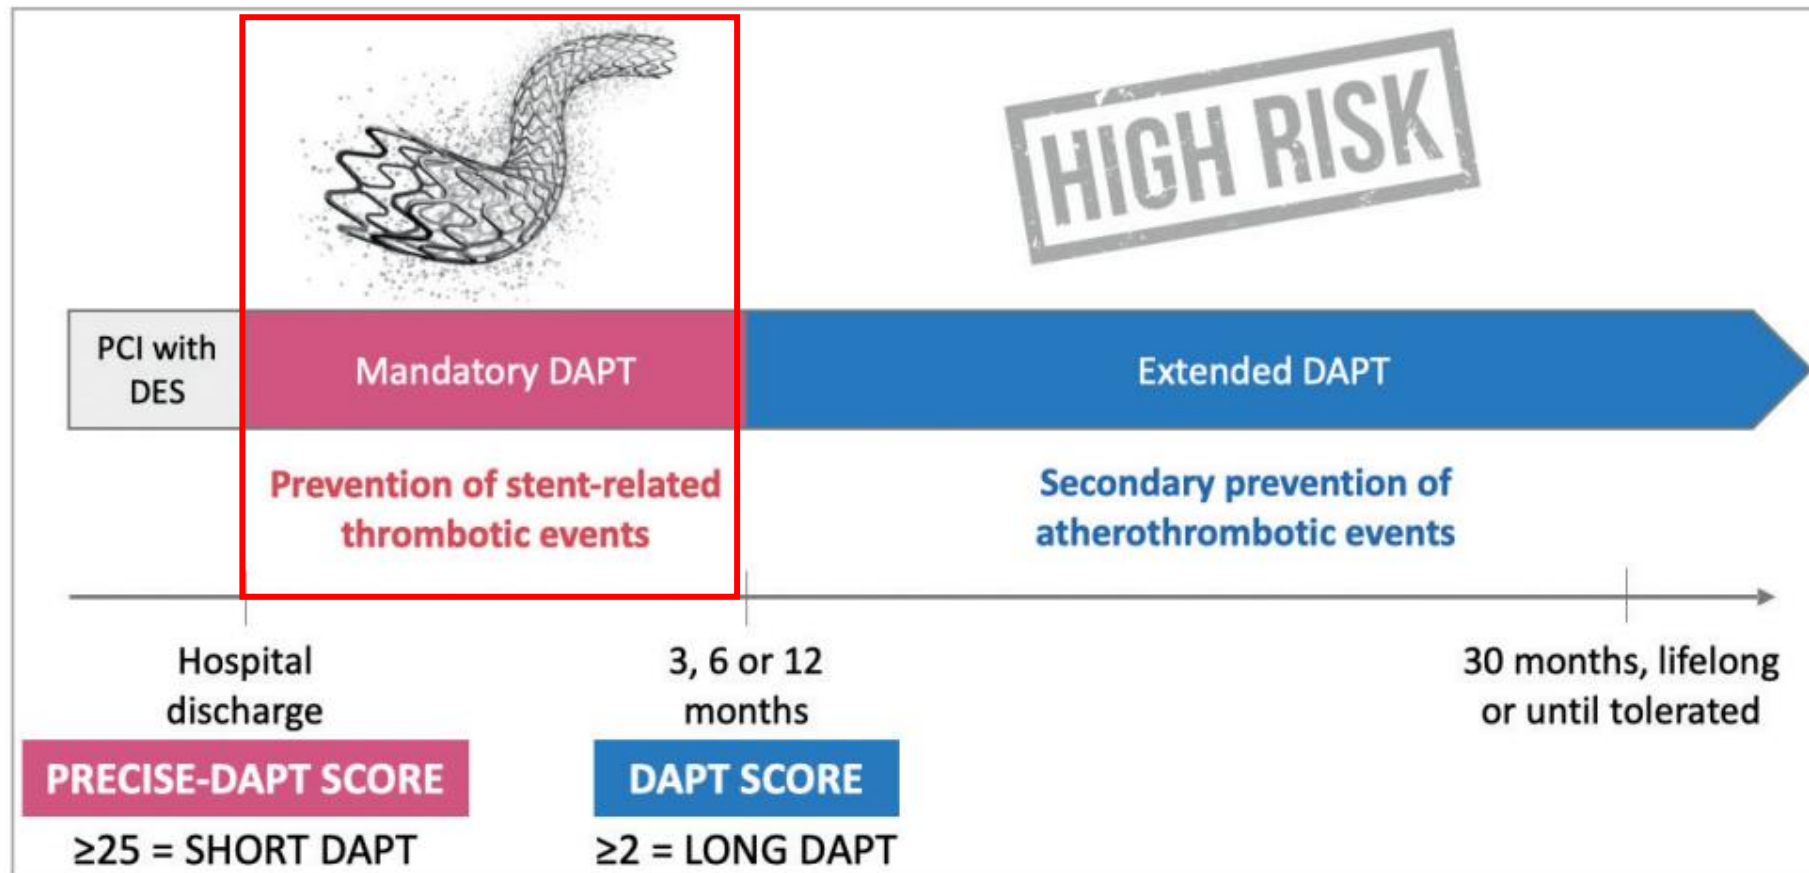 HIGH RISK
PCI with
DES
Mandatory DAPT
Extended DAPT
Prevention of stent-related
thrombotic events
Secondary prevention of
atherothrombotic events
Hospital
discharge
3, 6 or 12
months
30 months, lifelong
or until tolerated
PRECISE-DAPT SCORE
≥25 = SHORT DAPT
DAPT SCORE
≥2 = LONG DAPT